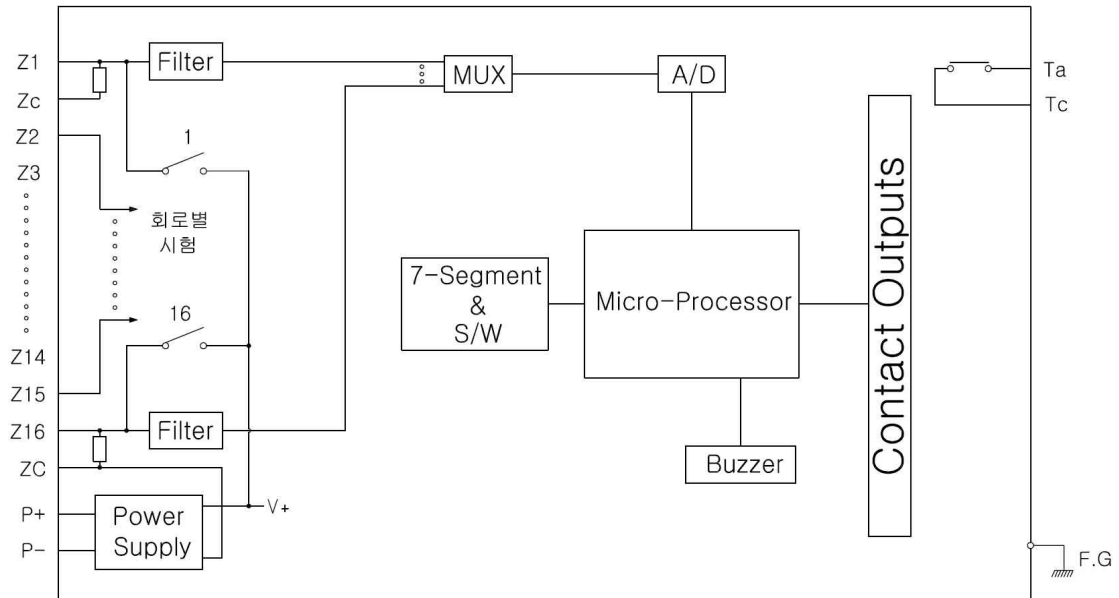 Z1
Zc
Z2
Z3
Z14
Z15
Z16
ZC
P+
P-
Filter
1
회로별
시험
16
Filter
Power
Supply
V+
MUX
A/D
7-Segment
&
S/W
Micro-Processor
Buzzer
Contact Outputs
Ta
Tc
F.G